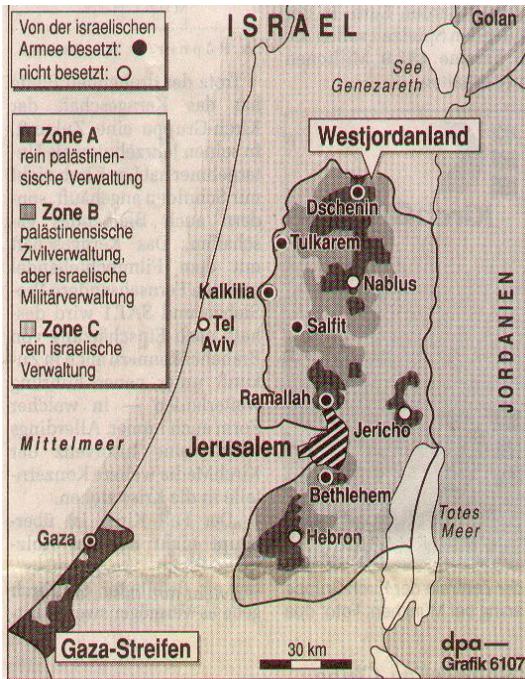 Von der israelischen
Armee besetzt:
nicht besetzt:
Zone A
rein palästinen-
sische Verwaltung
Zone B
palästinensische
Zivilverwaltung,
aber israelische
Militärverwaltung
Zone C
rein israelische
Verwaltung
ISRAEL
Golan
See
Genezareth
Westjordanland
Dschenin
Tulkarem
Nablus
Kalkilia
Tel
Aviv
Salfit
JORDANIEN
Ramallah
Jericho
Mittelmeer
Jerusalem
Bethlehem
Totes
Meer
Gaza
Hebron
Gaza-Streifen
30 km
dpa
Grafik 6107